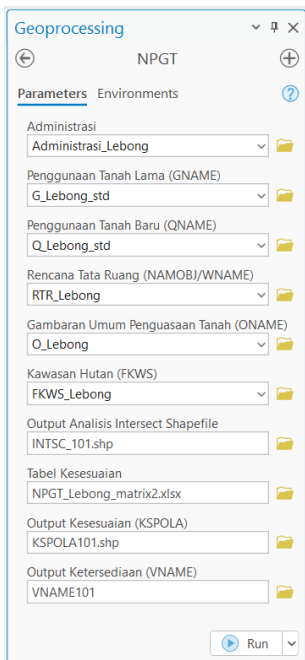 Geoprocessing
NPGT
Parameters Environments
Administrasi
Administrasi_Lebong
Penggunaan Tanah Lama (GNAME)
G_Lebong_std
Penggunaan Tanah Baru (QNAME)
Q_Lebong_std
Rencana Tata Ruang (NAMOBJ/WNAME)
RTR_Lebong
Gambaran Umum Penguasaan Tanah (ONAME)
O_Lebong
Kawasan Hutan (FKWS)
FKWS_Lebong
Output Analisis Intersect Shapefile
INTSC_101.shp
Tabel Kesesuaian
NPGT_Lebong_matrix2.xlsx
Output Kesesuaian (KSPOLA)
KSPOLA101.shp
Output Ketersediaan (VNAME)
VNAME101
Run